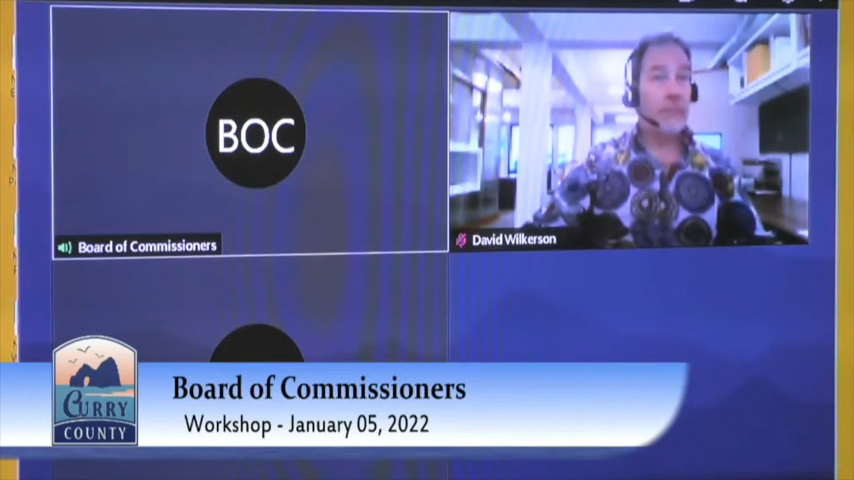 BOC
Board of Commissioners
David Wilkerson
Board of Commissioners
Workshop - January 05, 2022
CURRY
COUNTY